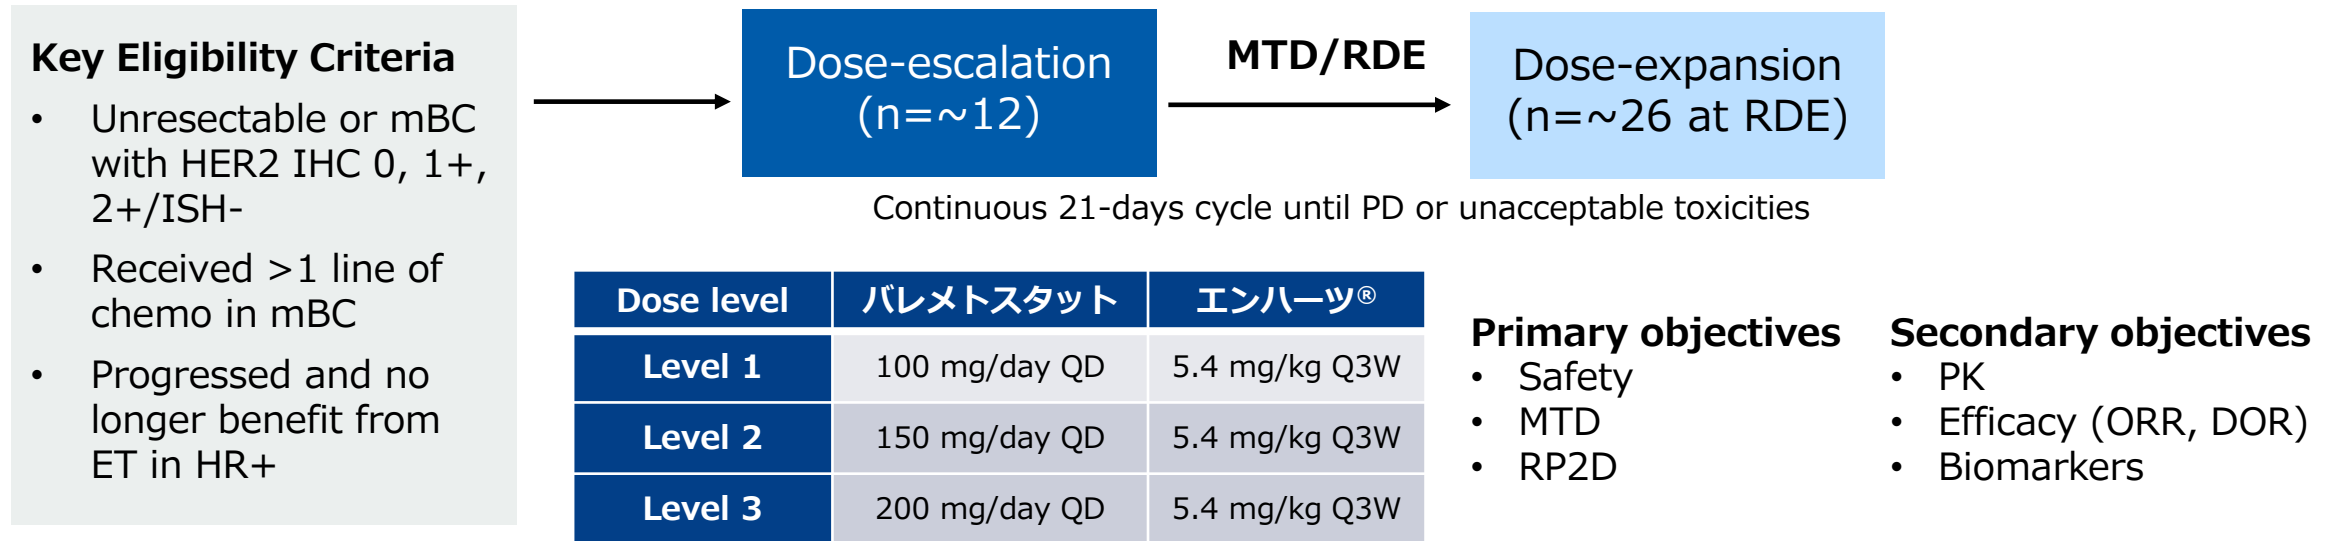 Key Eligibility Criteria
• Unresectable or mBC
with HER2 IHC 0, 1+,
2+/ISH-
• Received >1 line of
chemo in mBC
• Progressed and no
longer benefit from
ET in HR+
Dose-escalation
(n=~12)
MTD/RDE
Dose-expansion
(n=~26 at RDE)
Continuous 21-days cycle until PD or unacceptable toxicities
Dose level バレメトスタット エンハーツ®
Level 1 100 mg/day QD 5.4 mg/kg Q3W
Level 2 150 mg/day QD 5.4 mg/kg Q3W
Level 3 200 mg/day QD 5.4 mg/kg Q3W
Primary objectives
• Safety
• MTD
• RP2D
Secondary objectives
• PK
• Efficacy (ORR, DOR)
• Biomarkers